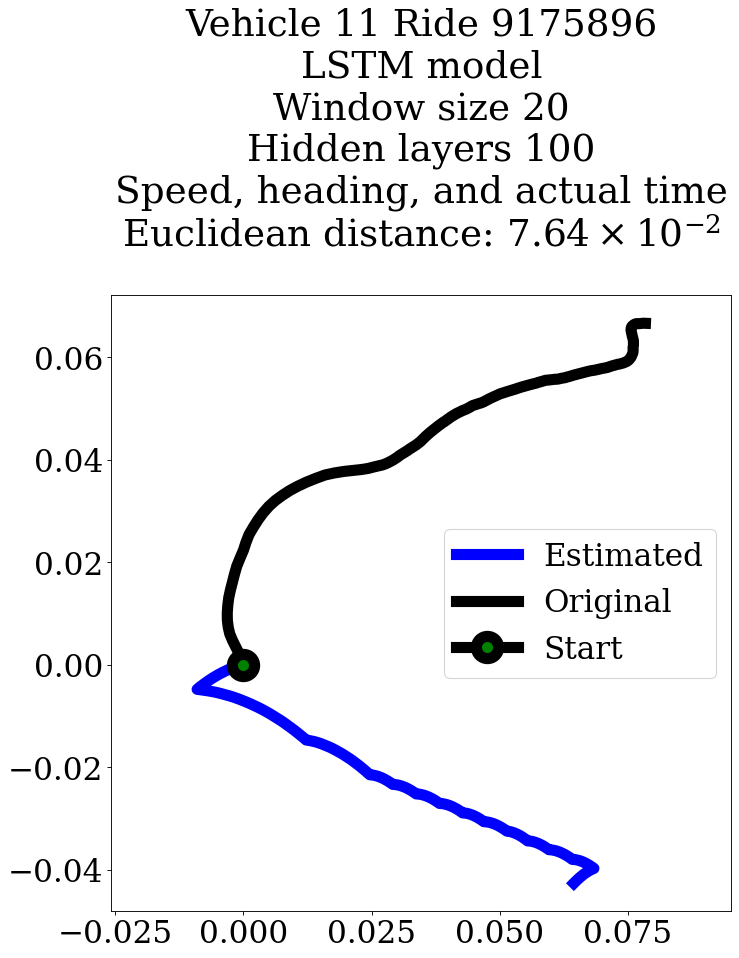 Vehicle 11 Ride 9175896
LSTM model
Window size 20
Hidden layers 100
Speed, heading, and actual time
Euclidean distance: 7.64 × 10⁻²
0.06
0.04
0.02
0.00
−0.02
−0.04
Estimated
Original
Start
−0.025 0.000 0.025 0.050 0.075